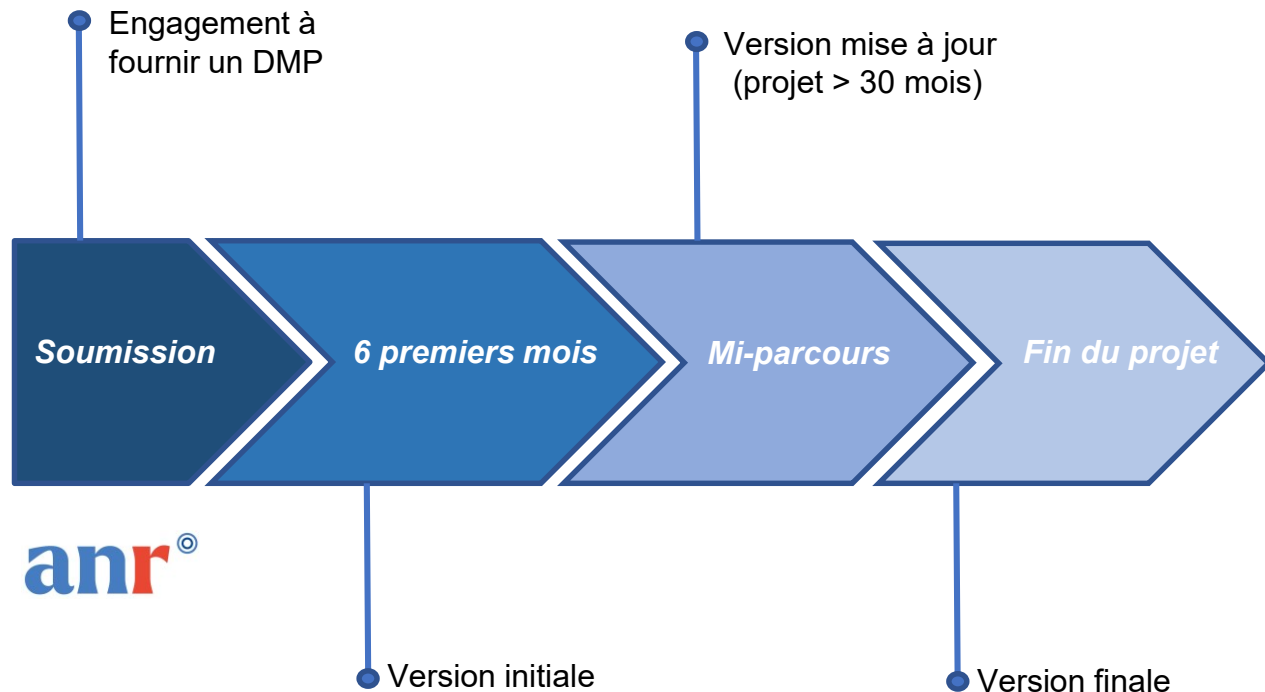 Engagement à
fournir un DMP
Version mise à jour
(projet > 30 mois)
Soumission
6 premiers mois
Mi-parcours
Fin du projet
anr
Version initiale
Version finale